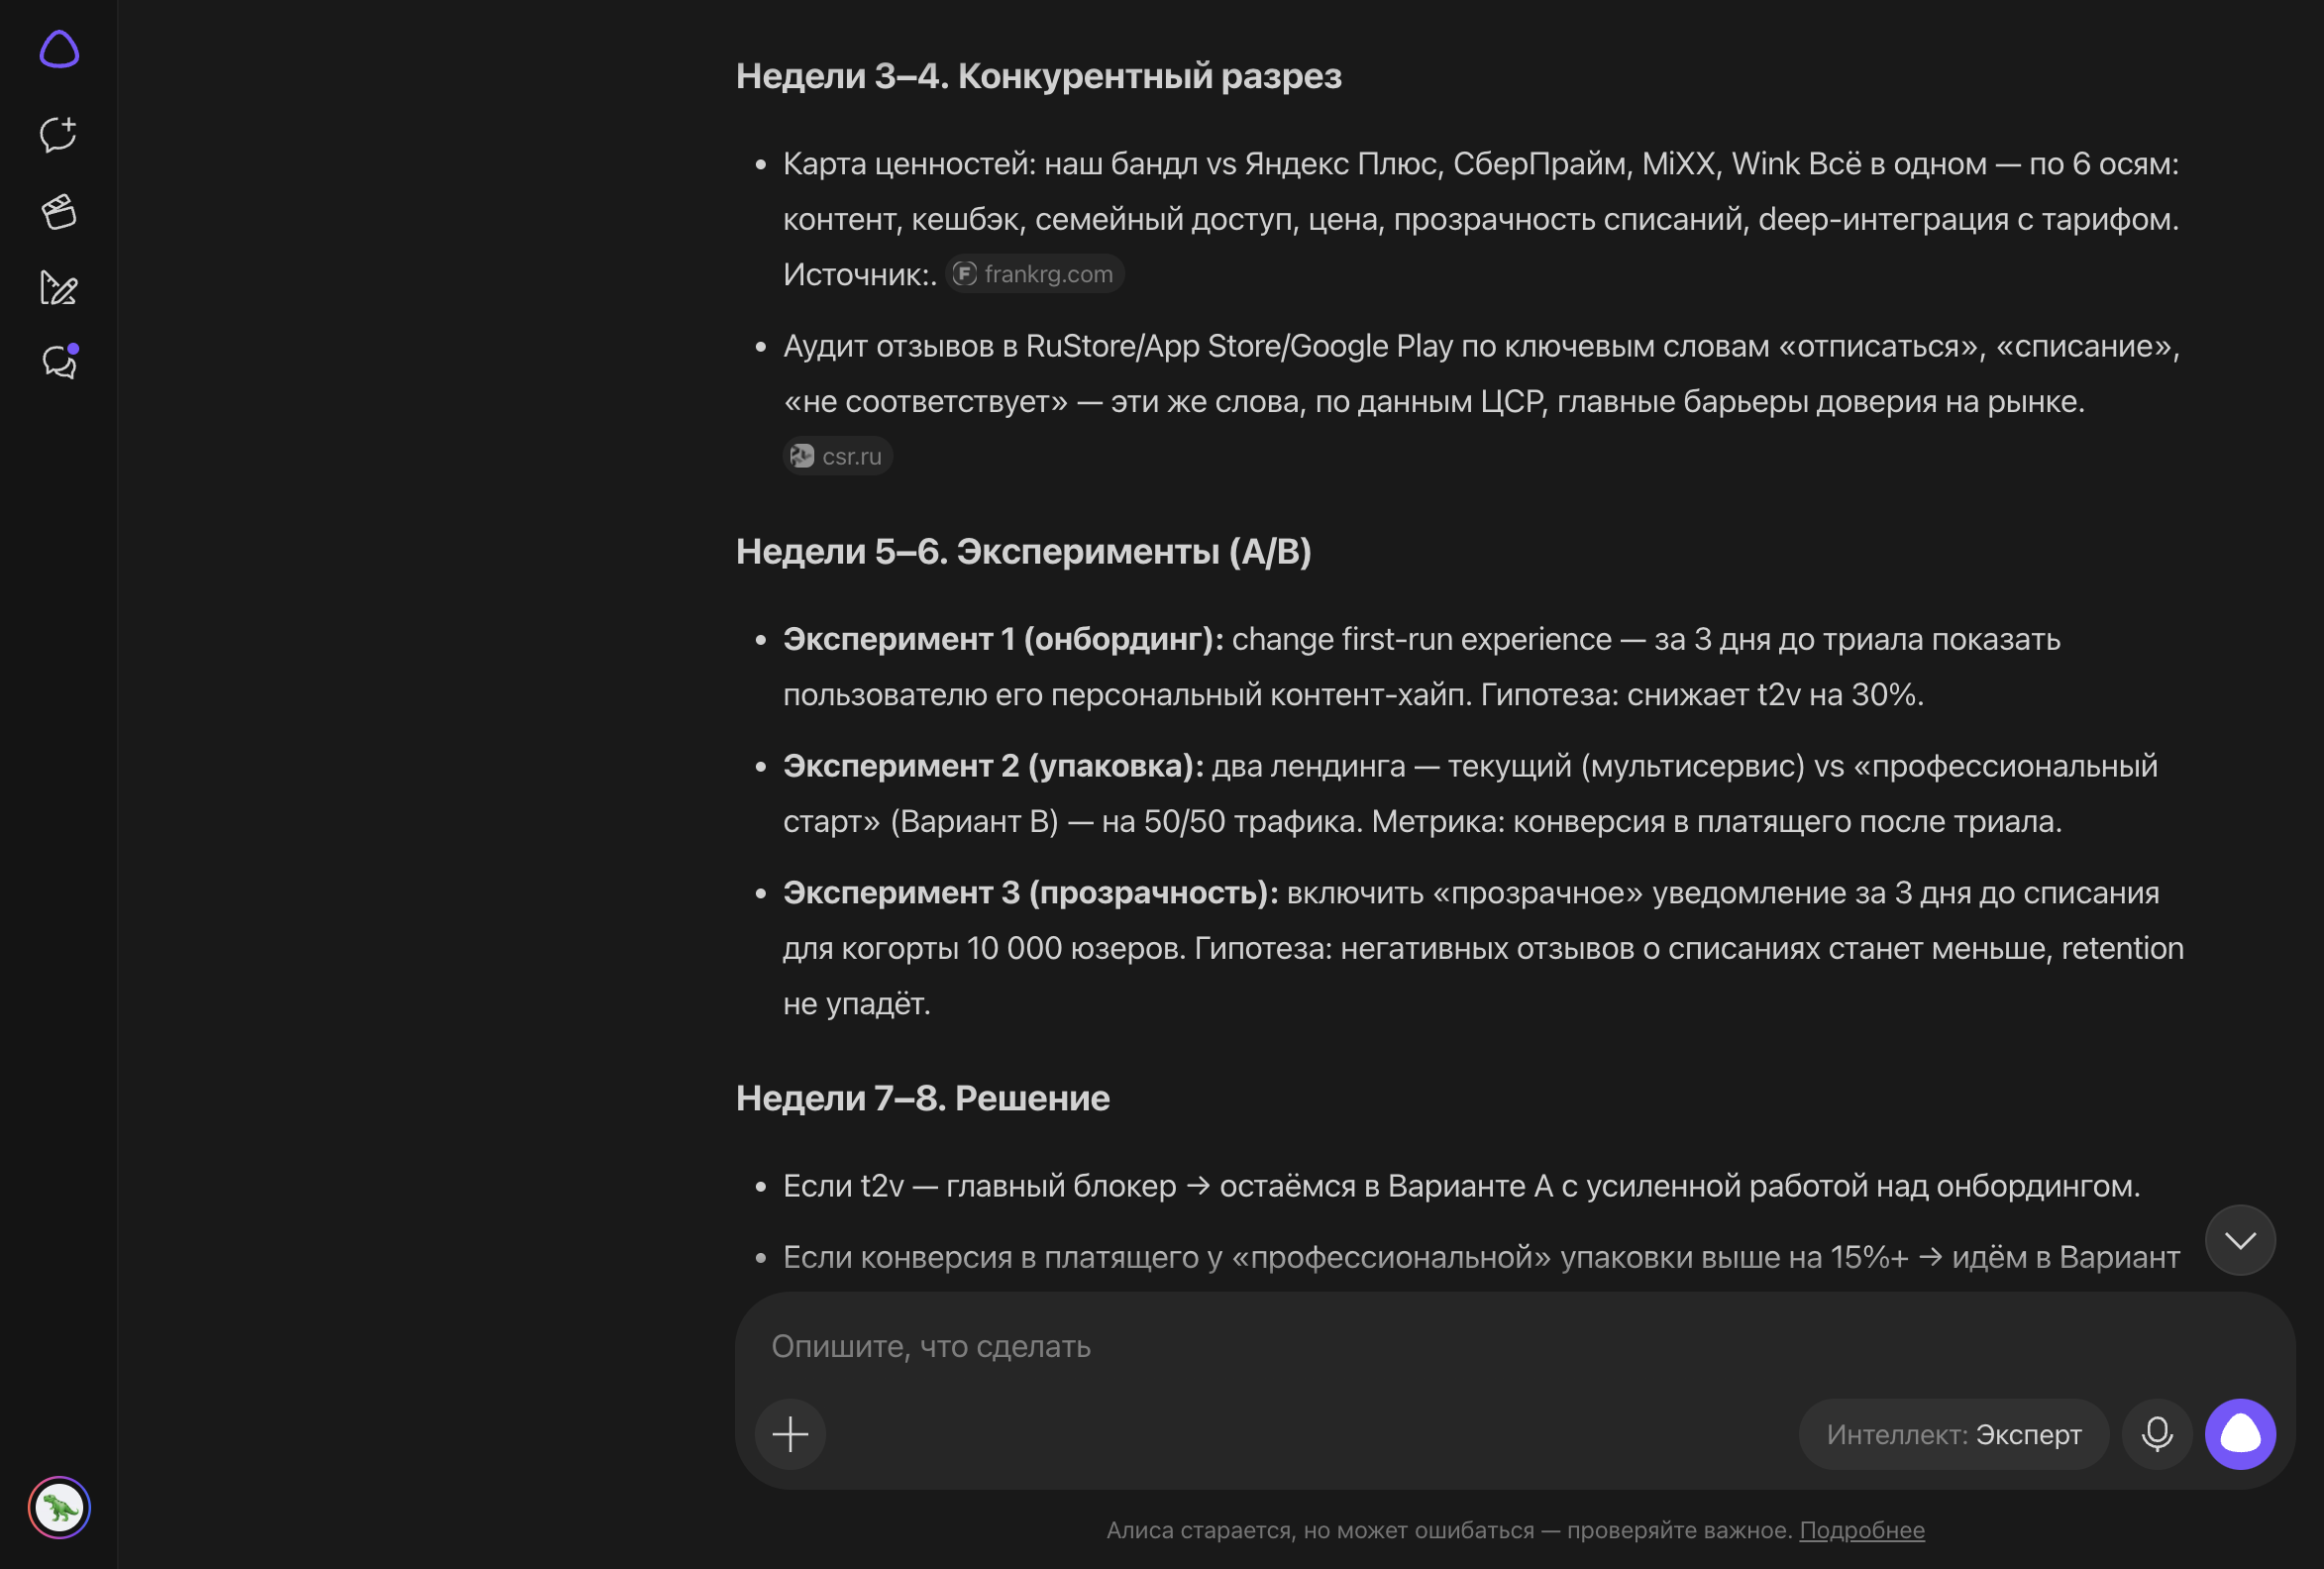 Недели 3–4. Конкурентный разрез
• Карта ценностей: наш бандл vs Яндекс Плюс, СберПрайм, MiXX, Wink Всё в одном — по 6 осям:
контент, кешбэк, семейный доступ, цена, прозрачность списаний, deep-интеграция с тарифом.
Источник:. frankrg.com
• Аудит отзывов в RuStore/App Store/Google Play по ключевым словам «отписаться», «списание»,
«не соответствует» — эти же слова, по данным ЦСР, главные барьеры доверия на рынке.
csr.ru
Недели 5–6. Эксперименты (A/B)
• Эксперимент 1 (онбординг): change first-run experience — за 3 дня до триала показать
пользователю его персональный контент-хайп. Гипотеза: снижает t2v на 30%.
• Эксперимент 2 (упаковка): два лендинга — текущий (мультисервис) vs «профессиональный
старт» (Вариант B) — на 50/50 трафика. Метрика: конверсия в платящего после триала.
• Эксперимент 3 (прозрачность): включить «прозрачное» уведомление за 3 дня до списания
для когорты 10 000 юзеров. Гипотеза: негативных отзывов о списаниях станет меньше, retention
не упадёт.
Недели 7–8. Решение
• Если t2v — главный блокер → остаёмся в Варианте A с усиленной работой над онбордингом.
• Если конверсия в платящего у «профессиональной» упаковки выше на 15%+ → идём в Вариант
Опишите, что сделать
Интеллект: Эксперт
Алиса старается, но может ошибаться — проверяйте важное. Подробнее